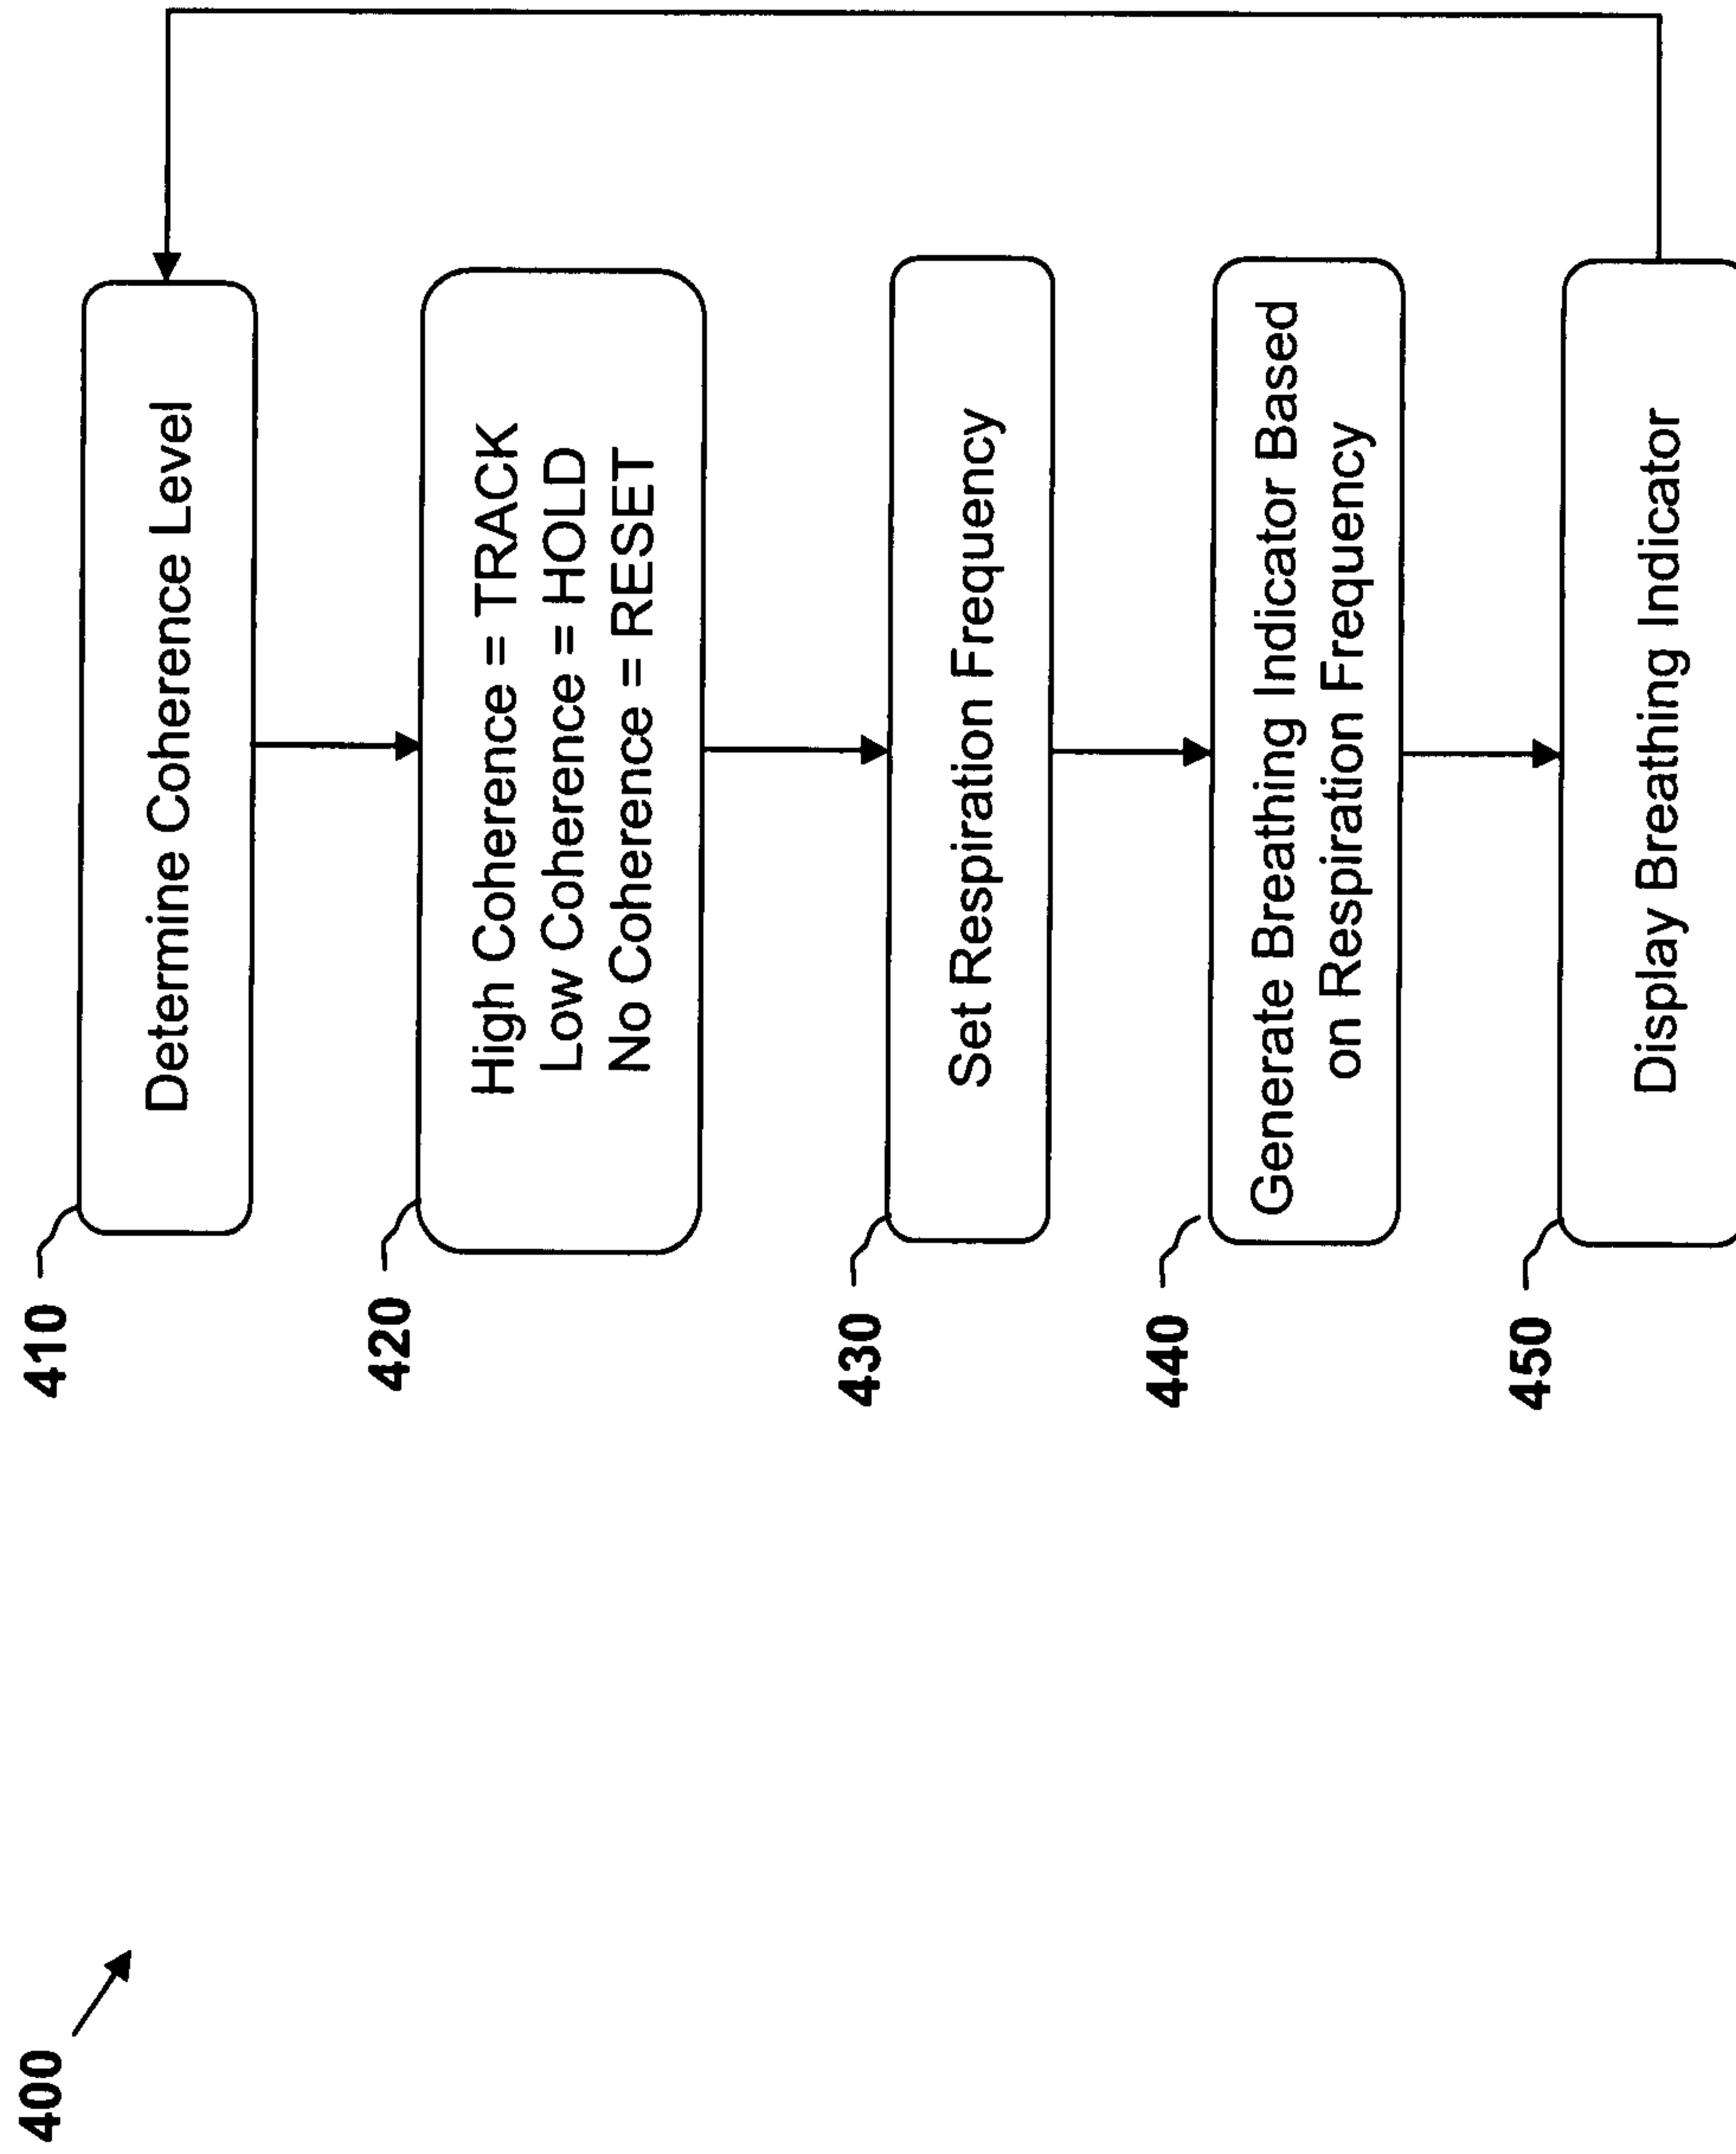 400
410
Determine Coherence Level
420
High Coherence = TRACK
Low Coherence = HOLD
No Coherence = RESET
430
Set Respiration Frequency
440
Generate Breathing Indicator Based
on Respiration Frequency
450
Display Breathing Indicator